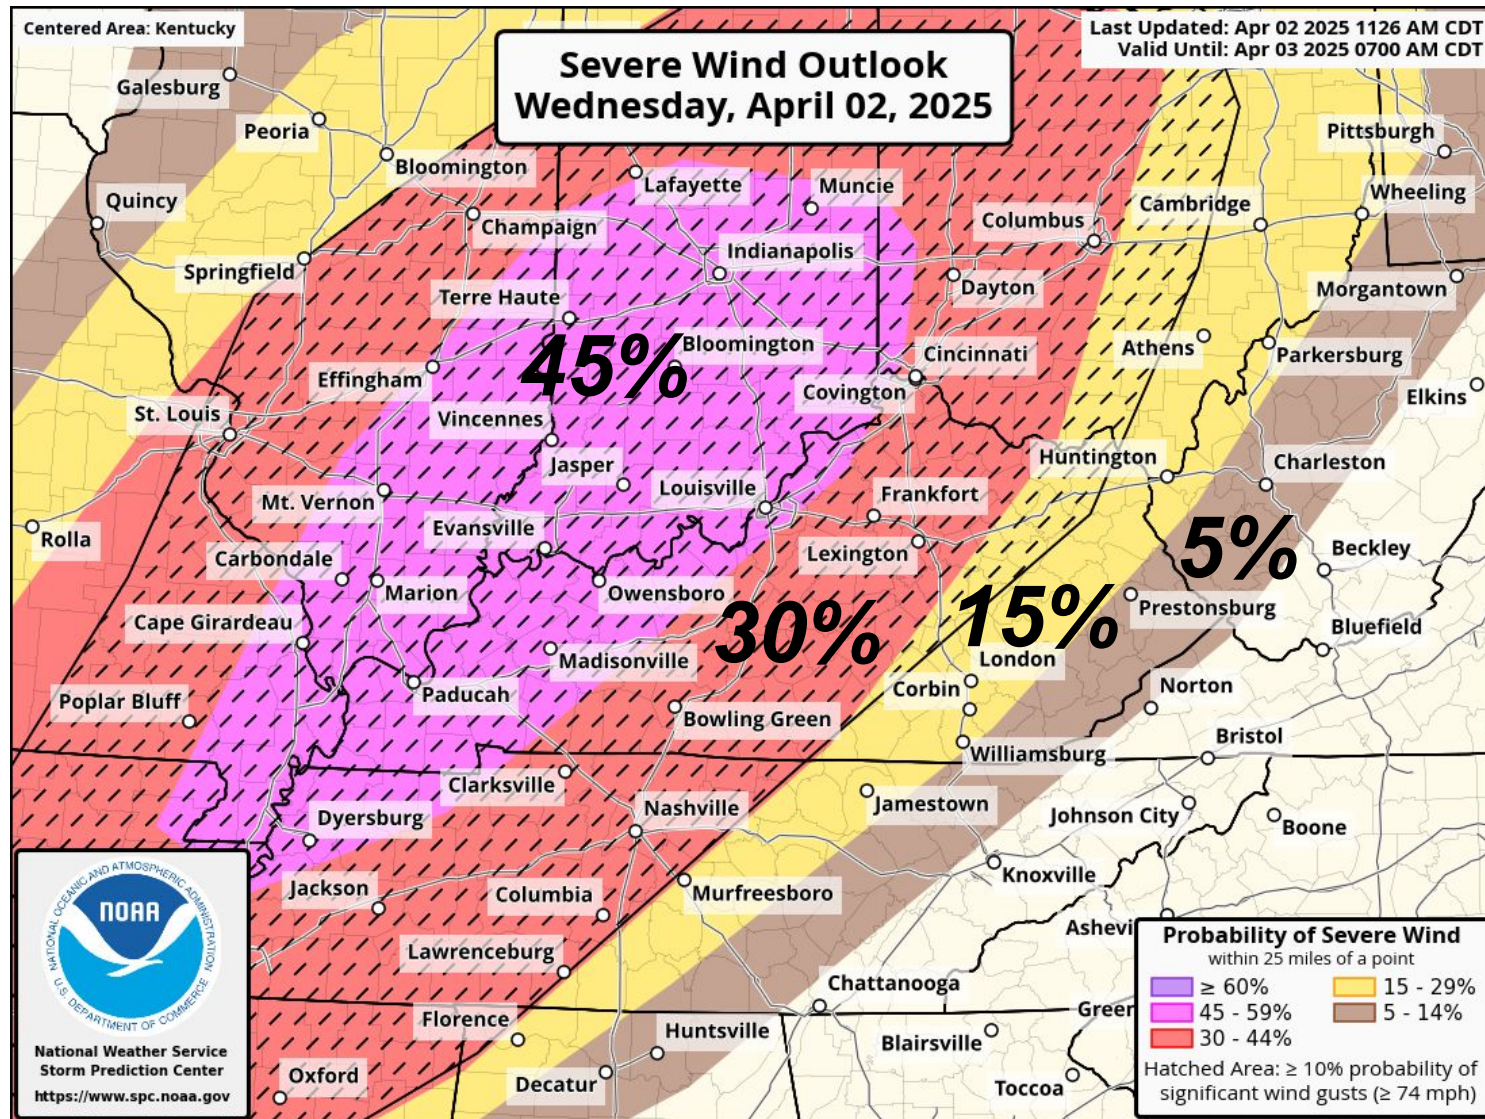 Centered Area: Kentucky
Severe Wind Outlook
Wednesday, April 02, 2025
Last Updated: Apr 02 2025 1126 AM CDT
Valid Until: Apr 03 2025 0700 AM CDT
Galesburg
Peoria
Bloomington
Pittsburgh
Lafayette
Muncie
Wheeling
Quincy
Champaign
Columbus
Cambridge
Indianapolis
Springfield
Terre Haute
Dayton
Morgantown
45%
Bloomington
Cincinnati
Athens
Parkersburg
Effingham
Covington
Elkins
St. Louis
Vincennes
Jasper
Huntington
Charleston
Mt. Vernon
Louisville
Frankfort
Rolla
Evansville
Lexington
5%
Beckley
Carbondale
Marion
Owensboro
Prestonsburg
Cape Girardeau
30%
15%
Bluefield
Madisonville
London
Poplar Bluff
Paducah
Corbin
Norton
Bowling Green
Bristol
Williamsburg
Clarksville
Dyersburg
Nashville
Jamestown
Johnson City
Boone
Jackson
Columbia
Murfreesboro
Knoxville
Ashevi
Lawrenceburg
Chattanooga
Green
Florence
Huntsville
Blairsville
Oxford
Decatur
Toccoa
NATIONAL OCEANIC AND ATMOSPHERIC ADMINISTRATION
NOAA
U.S. DEPARTMENT OF COMMERCE
National Weather Service
Storm Prediction Center
https://www.spc.noaa.gov
Probability of Severe Wind
within 25 miles of a point
≥ 60%
15 - 29%
45 - 59%
5 - 14%
30 - 44%
Hatched Area: ≥ 10% probability of
significant wind gusts (≥ 74 mph)